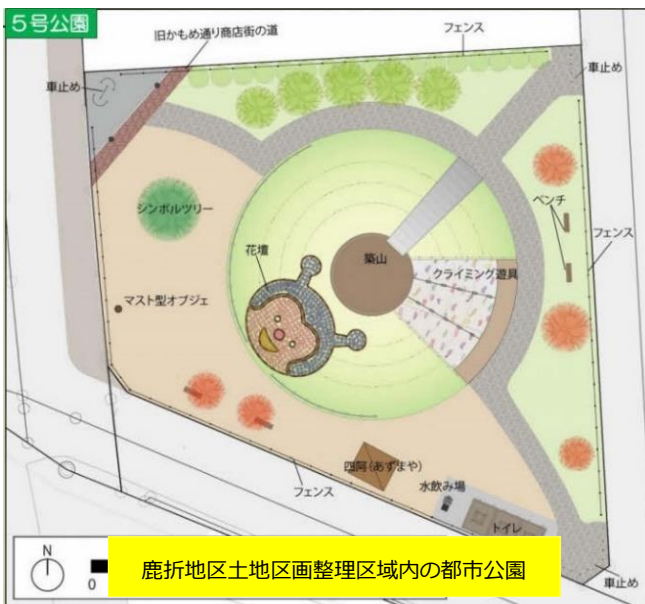 5号公園
旧かもめ通り商店街の道
フェンス
車止め
車止め
シンボルツリー
ベンチ
花壇
築山
フェンス
クライミング遊具
マスト型オブジェ
四阿(あずまや)
水飲み場
フェンス
トイレ
N
0
鹿折地区土地区画整理区域内の都市公園
車止め